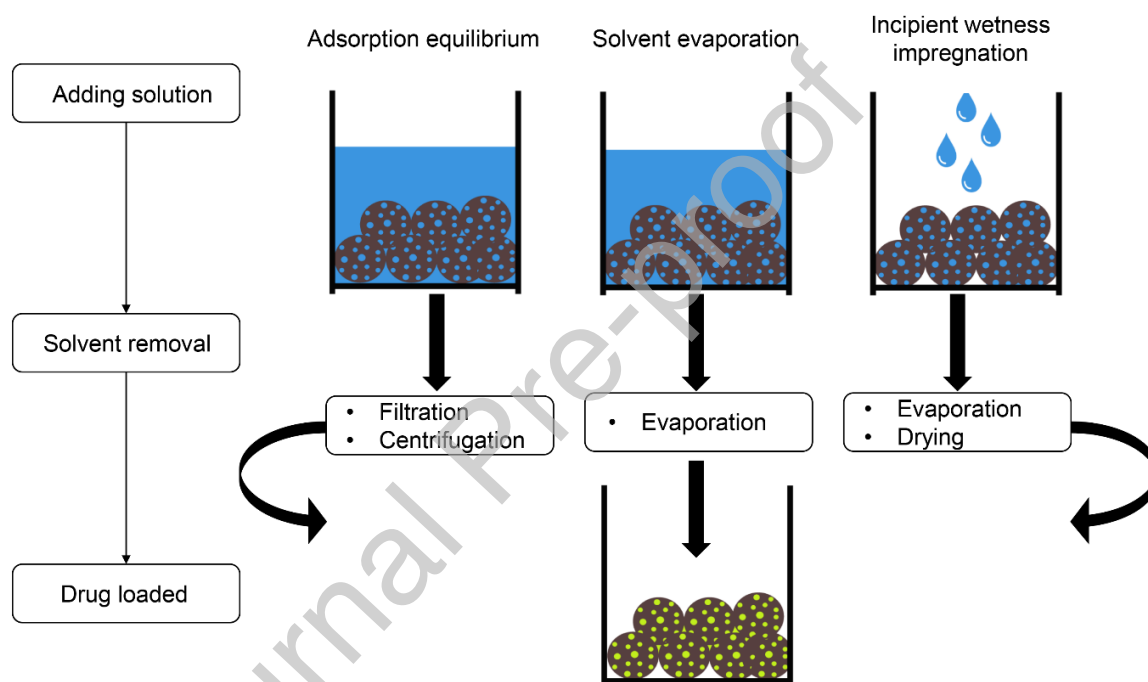 Adsorption equilibrium
Solvent evaporation
Incipient wetness
impregnation
Adding solution
Solvent removal
• Filtration
• Centrifugation
• Evaporation
• Evaporation
• Drying
Drug loaded
urnal Pre-proof